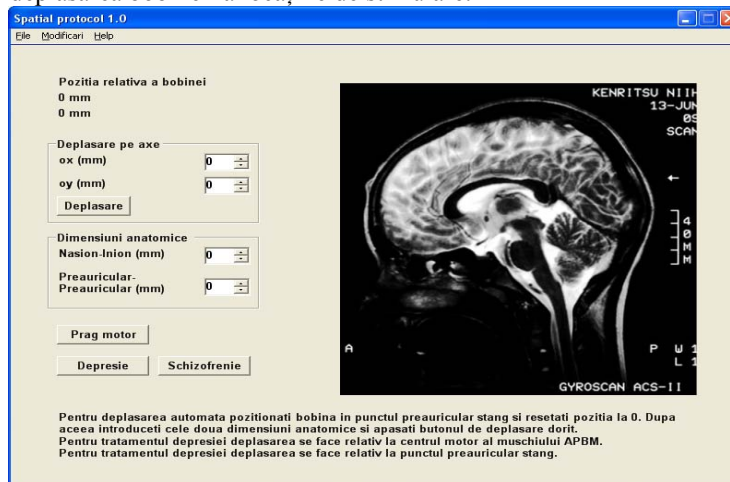 Spatial protocol 1.0
File Modificari Help
Pozitia relativa a bobinei
0 mm
0 mm
Deplasare pe axe
ox (mm) 0
oy (mm) 0
Deplasare
Dimensiuni anatomice
Nasion-Inion (mm) 0
Preauricular-
Preauricular (mm) 0
Prag motor
Depresie Schizofrenie
KENRITSU NIIH
13-JUN
09
SCAN
4
0
M
M
A P W 1
L 1
GYROSCAN ACS-II
Pentru deplasarea automata pozitionati bobina in punctul preauricular stang si resetati pozitia la 0. Dupa
aceea introduceti cele doua dimensiuni anatomice si apasati butonul de deplasare dorit.
Pentru tratamentul depresiei deplasarea se face relativ la centrul motor al muschiului APBM.
Pentru tratamentul depresiei deplasarea se face relativ la punctul preauricular stang.